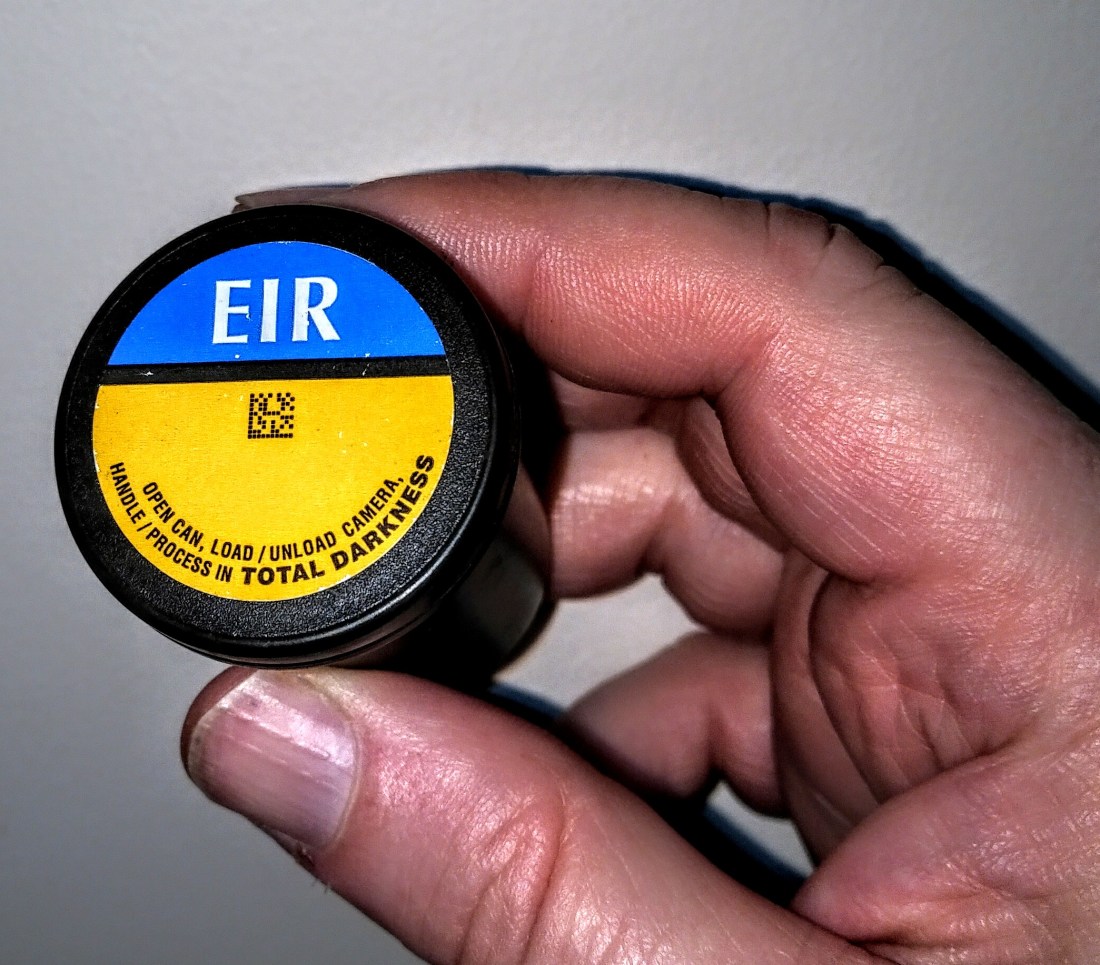 EIR
OPEN CAN, LOAD / UNLOAD CAMERA,
HANDLE / PROCESS IN TOTAL DARKNESS